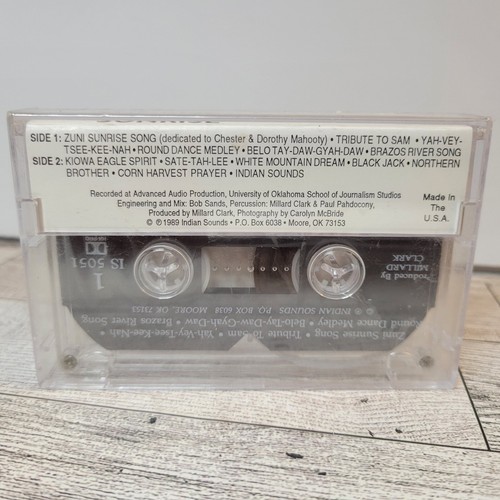 SIDE 1: ZUNI SUNRISE SONG (dedicated to Chester & Dorothy Mahooty) • TRIBUTE TO SAM • YAH-VEY-
TSEE-KEE-NAH • ROUND DANCE MEDLEY • BELO TAY-DAW-GYAH-DAW • BRAZOS RIVER SONG
SIDE 2: KIOWA EAGLE SPIRIT • SATE-TAH-LEE • WHITE MOUNTAIN DREAM • BLACK JACK • NORTHERN
BROTHER • CORN HARVEST PRAYER • INDIAN SOUNDS
Recorded at Advanced Audio Production, University of Oklahoma School of Journalism Studios
Engineering and Mix: Bob Sands, Percussion: Millard Clark & Paul Pahdocony,
Produced by Millard Clark, Photography by Carolyn McBride
℗ 1989 Indian Sounds • P.O. Box 6038 • Moore, OK 73153
Made in
The
U.S.A.
1
IS 5051
Produced By
MILLARD
CLARK
℗ © INDIAN SOUNDS P.O. BOX 6038 MOORE, OK 73153
Round Dance Medley • Belo-Tay-Day-Gyah-Daw • Brazos River Song
Zuni Sunrise Song • Tribute To Sam • Yah-Vey-Tsee-Kee-Nah